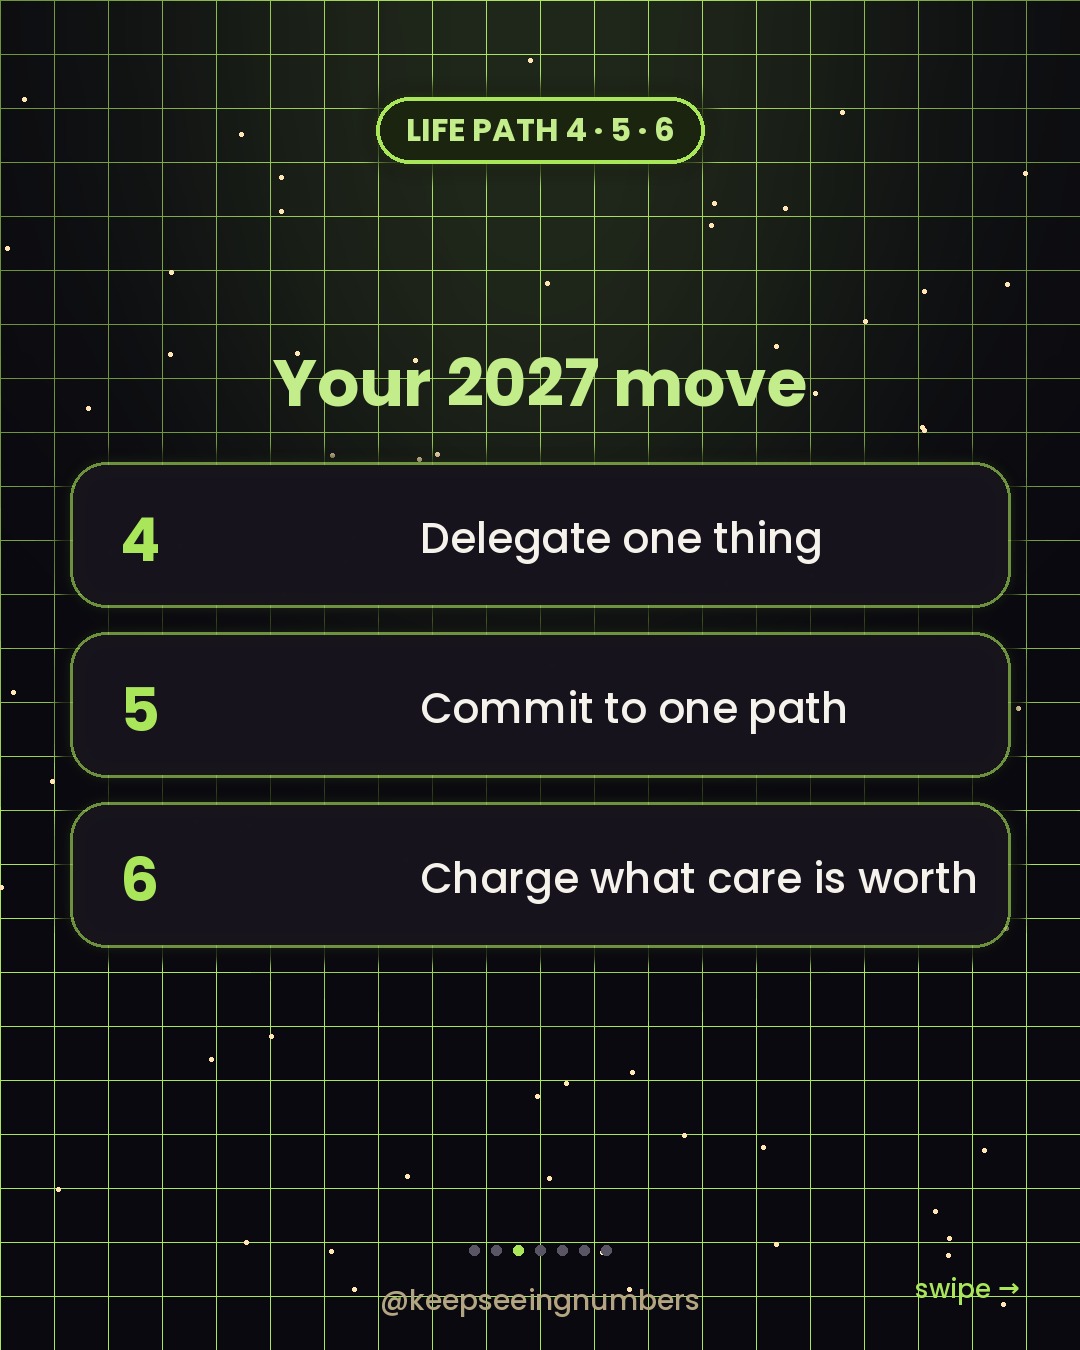 LIFE PATH 4 • 5 • 6
Your 2027 move
4 Delegate one thing
5 Commit to one path
6 Charge what care is worth
@keepseeingnumbers
swipe →